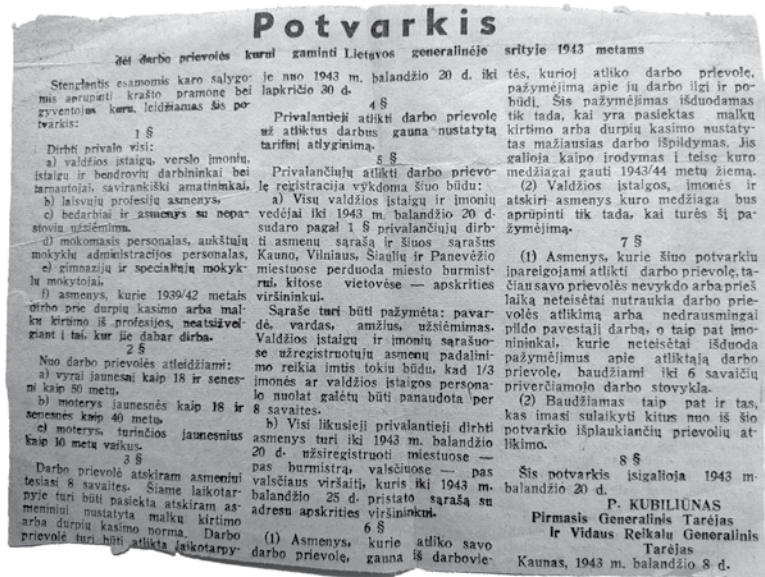 Potvarkis
dėl darbo prievolės kurui gaminti Lietuvos generalinėje srityje 1943 metams
Stengiantis esamomis karo sąlygo-
mis aprūpinti krašto pramonę bei
gyventojus kuru, leidžiamas šis po-
tvarkis:
1 §
Dirbti privalo visi:
a) valdžios įstaigų, verslo įmonių,
įstaigų ir bendrovių darbininkai bei
tarnautojai, savirankiški amatininkai,
b) laisvųjų profesijų asmenys,
c) bedarbiai ir asmenys su nepa-
stoviu užsiėmimu,
d) mokomasis personalas, aukštųjų
mokyklų administracijos personalas,
e) gimnazijų ir specialinių mokyk-
lų mokytojai,
f) asmenys, kurie 1939/42 metais
dirbo prie durpių kasimo arba mal-
kų kirtimo iš profesijos, neatsižvel-
giant į tai, kur jie dabar dirba.
2 §
Nuo darbo prievolės atleidžiami:
a) vyrai jaunesni kaip 18 ir senes-
ni kaip 50 metų,
b) moterys jaunesnės kaip 18 ir
senesnės kaip 40 metų,
c) moterys, turinčios jaunesnius
kaip 10 metų vaikus.
3 §
Darbo prievolė atskiram asmeniui
tęsiasi 8 savaites. Šiame laikotar-
pyje turi būti pasiekta atskiram as-
meniui nustatyta malkų kirtimo
arba durpių kasimo norma. Darbo
prievolė turi būti atlikta laikotarpy-
je nuo 1943 m. balandžio 20 d. iki
lapkričio 30 d.
4 §
Privalantieji atlikti darbo prievolę
už atliktus darbus gauna nustatytą
tarifinį atlyginimą.
5 §
Privalančiųjų atlikti darbo prievo-
lę registracija vykdoma šiuo būdu:
a) Visų valdžios įstaigų ir įmonių
vedėjai iki 1943 m. balandžio 20 d.
sudaro pagal 1 § privalančių dirb-
ti asmenų sąrašą ir šiuos sąrašus
Kauno, Vilniaus, Šiaulių ir Panevėžio
miestuose perduoda miesto burmist-
rui, kitose vietovėse — apskrities
viršininkui.
Sąraše turi būti pažymėta: pavar-
dė, vardas, amžius, užsiėmimas.
Valdžios įstaigų ir įmonių sąrašuo-
se užregistruotųjų asmenų padalini-
mo reikia imtis tokiu būdu, kad 1/3
įmonės ar valdžios įstaigos persona-
lo nuolat galėtų būti panaudota per
8 savaites.
b) Visi likusieji privalantieji dirbti
asmenys turi iki 1943 m. balandžio
20 d. užsiregistruoti miestuose —
pas burmistrą, valsčiuose — pas
valsčiaus viršaitį, kuris iki 1943 m.
balandžio 25 d. pristato sąrašą su
adresu apskrities viršininkui.
6 §
(1) Asmenys, kurie atliko savo
darbo prievolę, gauna iš darbovie-
tės, kurioj atliko darbo prievolę,
pažymėjimą apie jų darbo ilgį ir po-
būdį. Šis pažymėjimas išduodamas
tik tada, kai yra pasiektas malkų
kirtimo arba durpių kasimo nustaty-
tas mažiausias darbo išpildymas. Jis
galioja kaipo įrodymas į teisę kuro
medžiagai gauti 1943/44 metų žiemą.
(2) Valdžios įstaigos, įmonės ir
atskiri asmenys kuro medžiaga bus
aprūpinti tik tada, kai turės šį pa-
žymėjimą.
7 §
(1) Asmenys, kurie šiuo potvarkiu
įpareigojami atlikti darbo prievolę, ta-
čiau savo prievolės nevykdo arba prieš
laiką neteisėtai nutraukia darbo prie-
volės atlikimą arba nedrausmingai
pildo pavestąjį darbą, o taip pat įmo-
nininkai, kurie neteisėtai išduoda
pažymėjimus apie atliktąją darbo
prievolę, baudžiami iki 6 savaičių
priverčiamojo darbo stovykla.
(2) Baudžiamas taip pat ir tas,
kas imasi sulaikyti kitus nuo iš šio
potvarkio išplaukiančių prievolių at-
likimo.
8 §
Šis potvarkis įsigalioja 1943 m.
balandžio 20 d.
P. KUBILIŪNAS
Pirmasis Generalinis Tarėjas
Ir Vidaus Reikalų Generalinis
Tarėjas
Kaunas, 1943 m. balandžio 8 d.